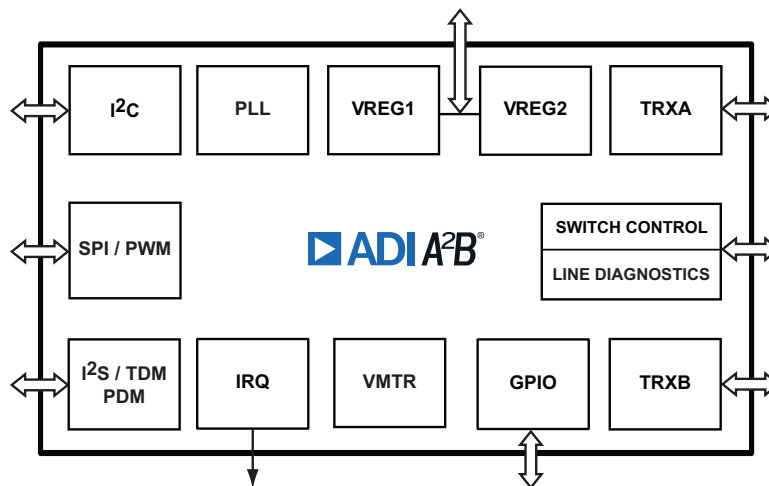 I²C
PLL
VREG1
VREG2
TRXA
SPI / PWM
ADI A²B®
SWITCH CONTROL
LINE DIAGNOSTICS
I²S / TDM
PDM
IRQ
VMTR
GPIO
TRXB